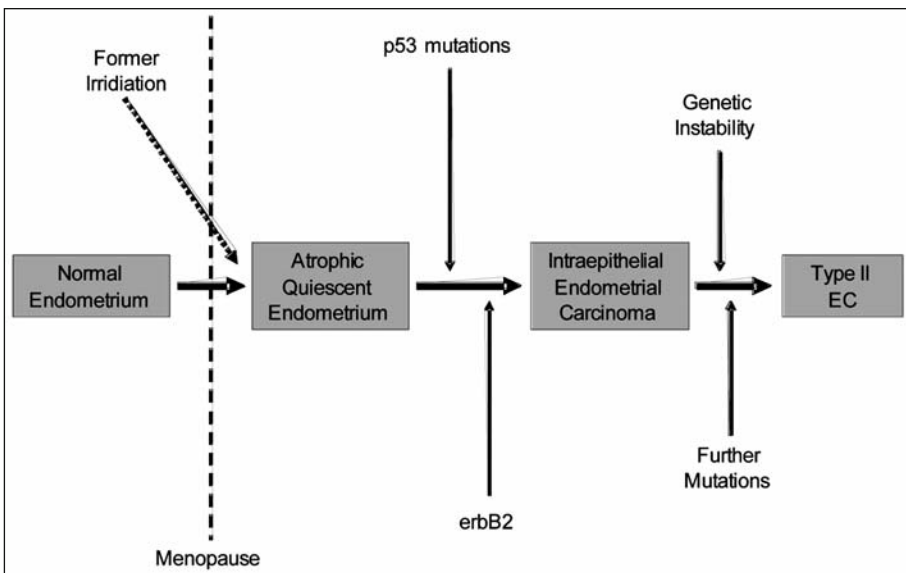 Former
Irridiation
p53 mutations
Genetic
Instability
Normal
Endometrium
Atrophic
Quiescent
Endometrium
Intraepithelial
Endometrial
Carcinoma
Type II
EC
Further
Mutations
erbB2
Menopause